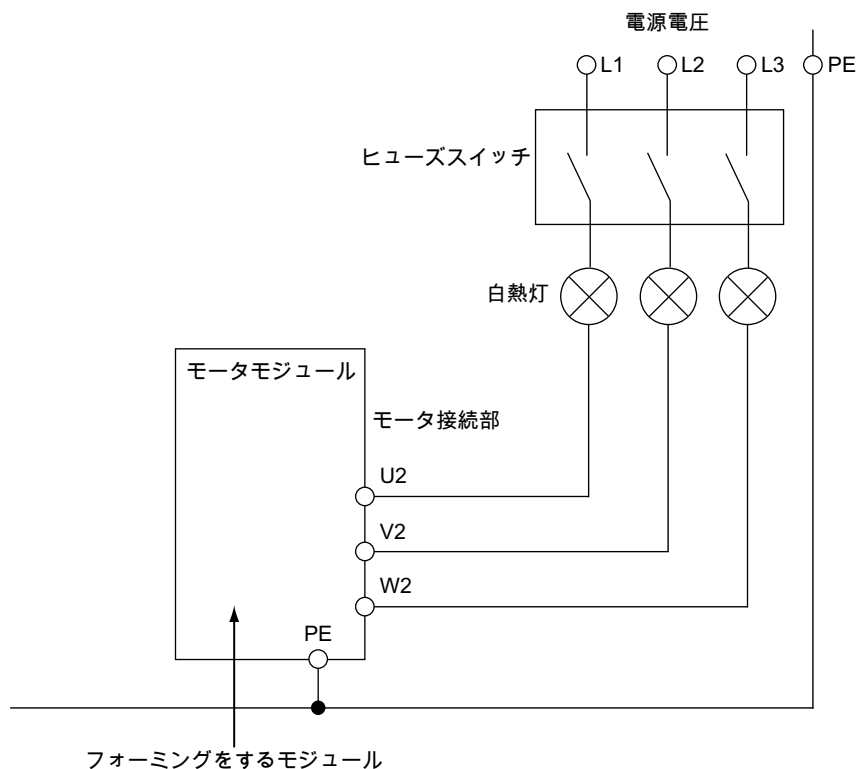 電源電圧
L1
L2
L3
PE
ヒューズスイッチ
白熱灯
モータモジュール
モータ接続部
U2
V2
W2
PE
フォーミングをするモジュール